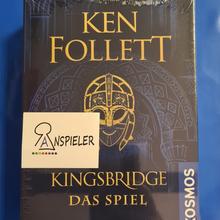 KEN
FOLLETT
ANSPIELER
KINGSBRIDGE
DAS SPIEL
KOSMOS